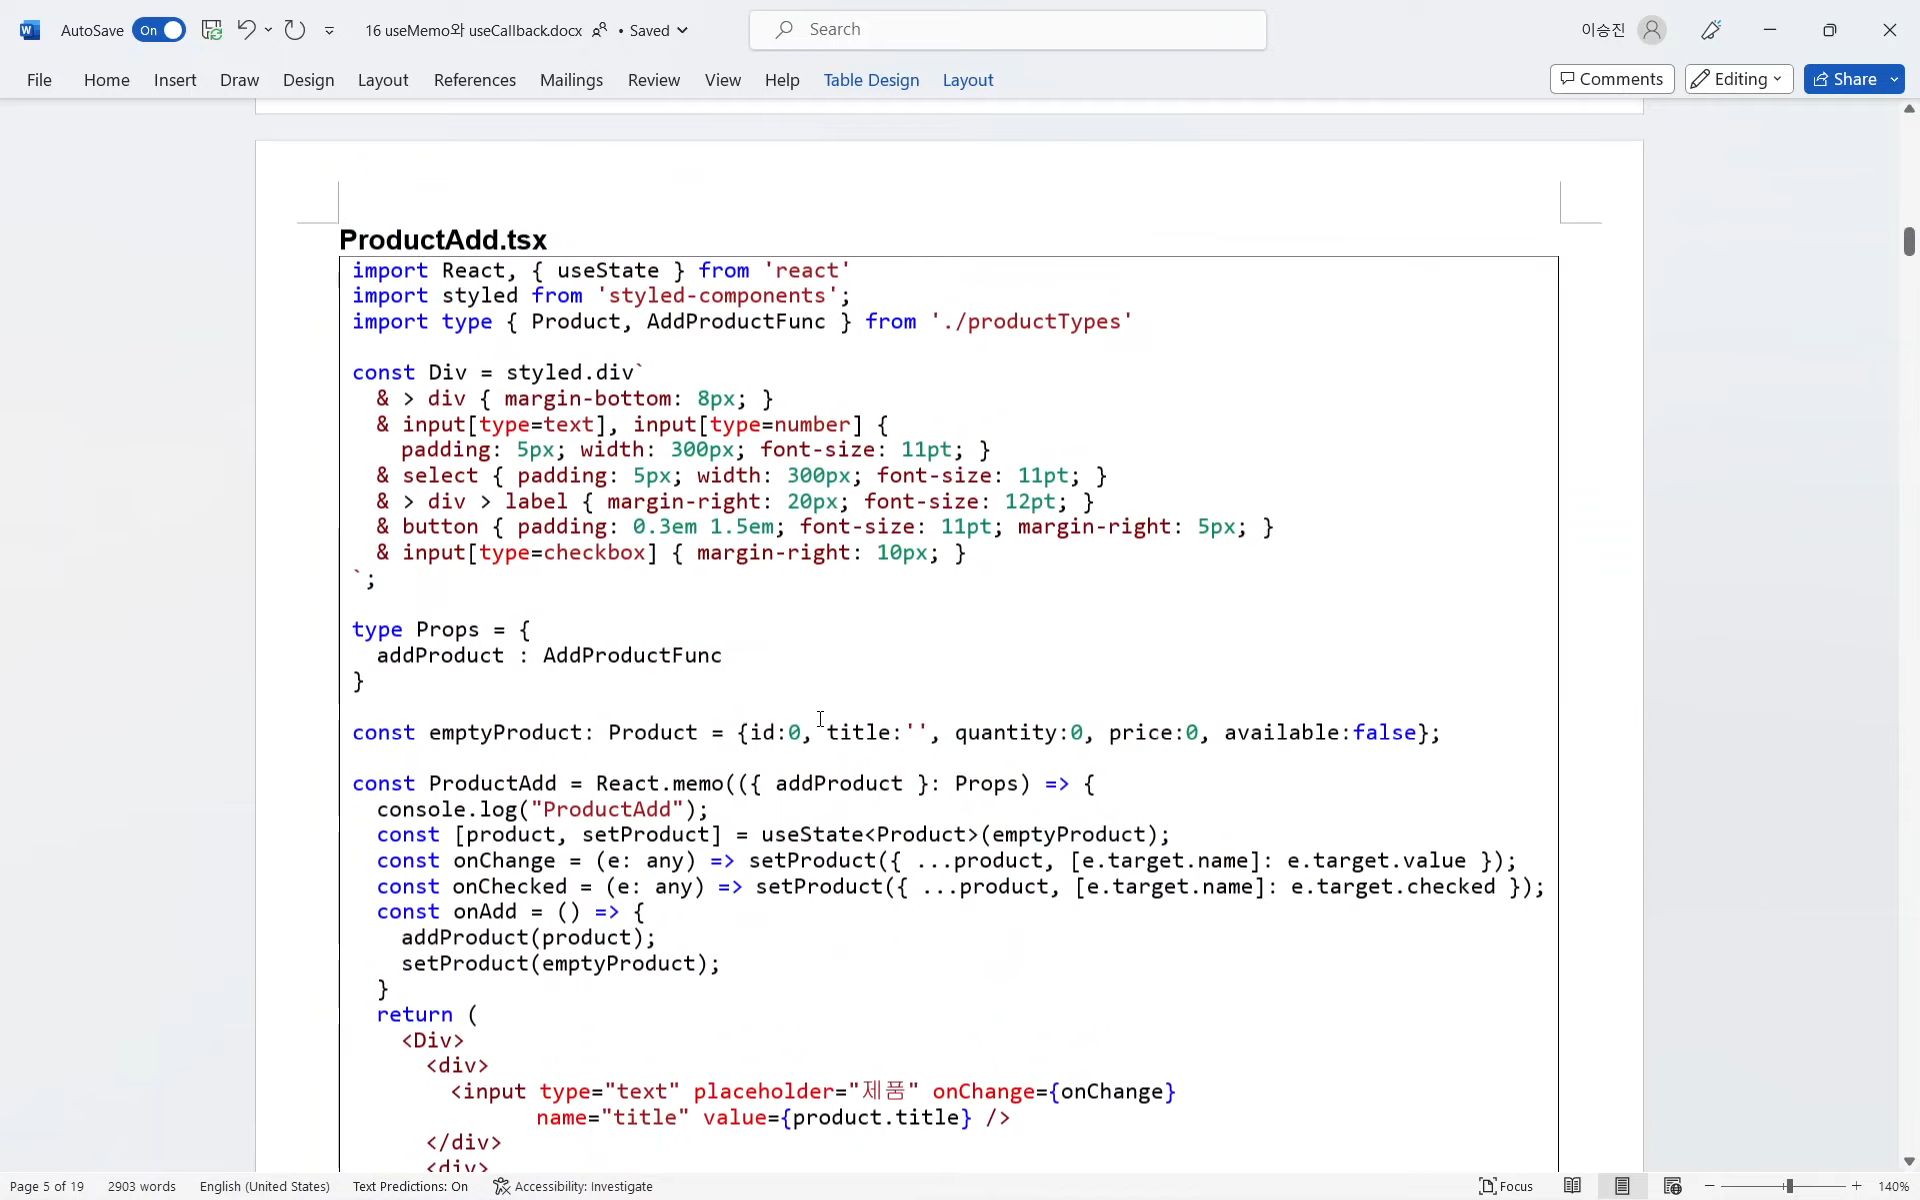 AutoSave On 16 useMemo와 useCallback.docx • Saved Search 이승진
File Home Insert Draw Design Layout References Mailings Review View Help Table Design Layout Comments Editing Share
ProductAdd.tsx
import React, { useState } from 'react'
import styled from 'styled-components';
import type { Product, AddProductFunc } from './productTypes'
const Div = styled.div`
& > div { margin-bottom: 8px; }
& input[type=text], input[type=number] {
padding: 5px; width: 300px; font-size: 11pt; }
& select { padding: 5px; width: 300px; font-size: 11pt; }
& > div > label { margin-right: 20px; font-size: 12pt; }
& button { padding: 0.3em 1.5em; font-size: 11pt; margin-right: 5px; }
& input[type=checkbox] { margin-right: 10px; }
`;
type Props = {
addProduct : AddProductFunc
}
const emptyProduct: Product = {id:0, title:'', quantity:0, price:0, available:false};
const ProductAdd = React.memo(({ addProduct }: Props) => {
console.log("ProductAdd");
const [product, setProduct] = useState<Product>(emptyProduct);
const onChange = (e: any) => setProduct({ ...product, [e.target.name]: e.target.value });
const onChecked = (e: any) => setProduct({ ...product, [e.target.name]: e.target.checked });
const onAdd = () => {
addProduct(product);
setProduct(emptyProduct);
}
return (
<Div>
<div>
<input type="text" placeholder="제품" onChange={onChange}
name="title" value={product.title} />
</div>
<div>
Page 5 of 19 2903 words English (United States) Text Predictions: On Accessibility: Investigate Focus 140%